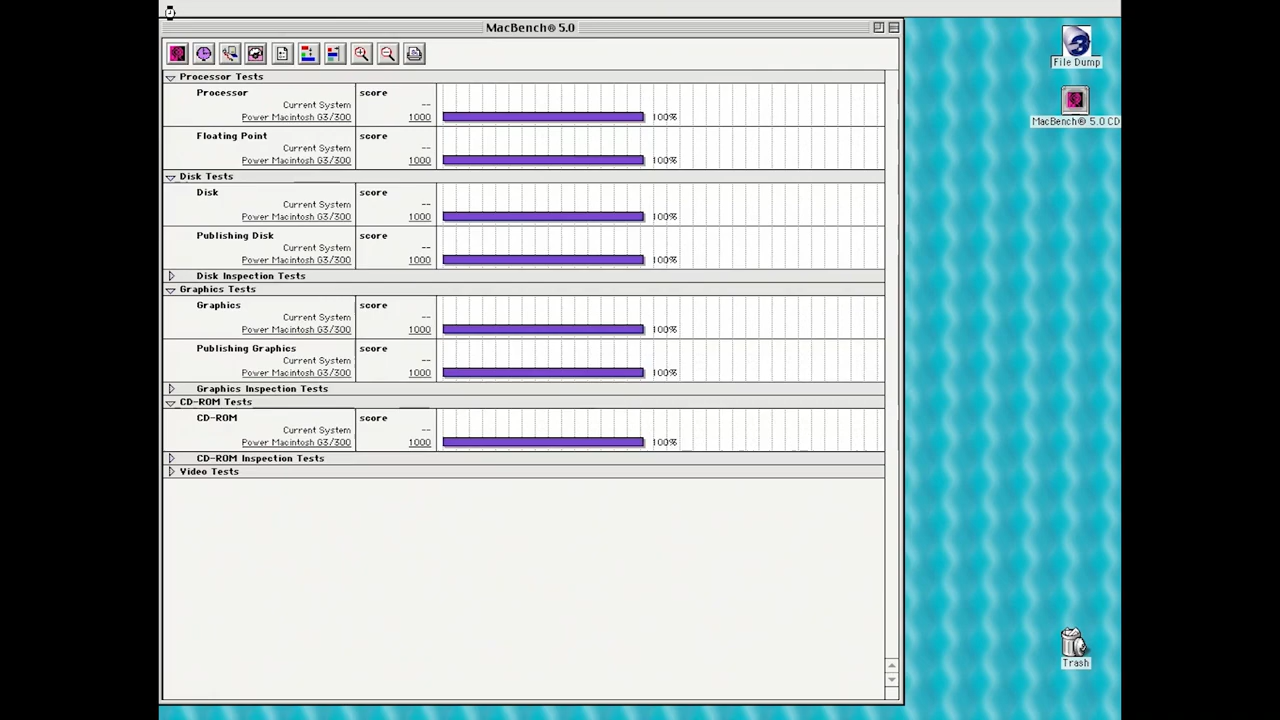 MacBench® 5.0
Processor Tests
Processor score
Current System --
Power Macintosh G3/300 1000 100%
Floating Point score
Current System --
Power Macintosh G3/300 1000 100%
Disk Tests
Disk score
Current System --
Power Macintosh G3/300 1000 100%
Publishing Disk score
Current System --
Power Macintosh G3/300 1000 100%
Disk Inspection Tests
Graphics Tests
Graphics score
Current System --
Power Macintosh G3/300 1000 100%
Publishing Graphics score
Current System --
Power Macintosh G3/300 1000 100%
Graphics Inspection Tests
CD-ROM Tests
CD-ROM score
Current System --
Power Macintosh G3/300 1000 100%
CD-ROM Inspection Tests
Video Tests
File Dump
MacBench® 5.0 CD
Trash